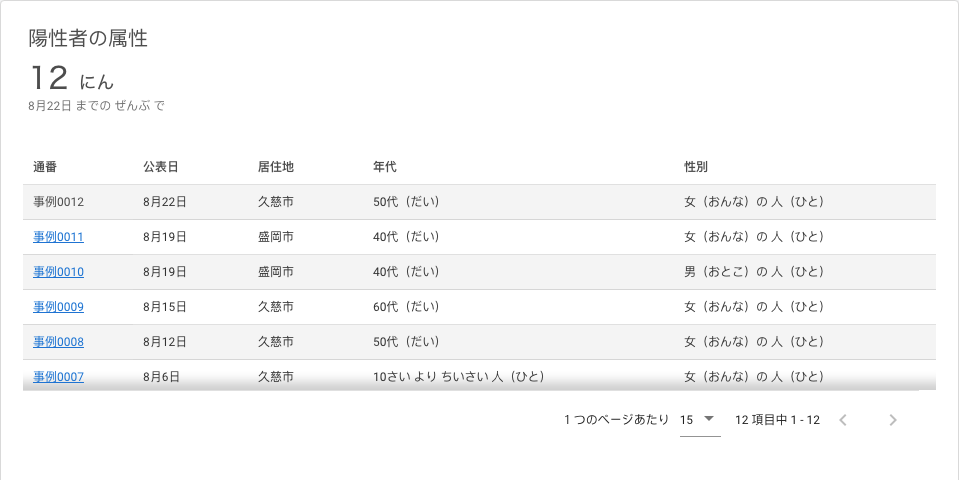 陽性者の属性
12 にん
8月22日 までの ぜんぶ で
通番 公表日 居住地 年代 性別
事例0012 8月22日 久慈市 50代（だい） 女（おんな）の 人（ひと）
事例0011 8月19日 盛岡市 40代（だい） 女（おんな）の 人（ひと）
事例0010 8月19日 盛岡市 40代（だい） 男（おとこ）の 人（ひと）
事例0009 8月15日 久慈市 60代（だい） 女（おんな）の 人（ひと）
事例0008 8月12日 久慈市 50代（だい） 女（おんな）の 人（ひと）
事例0007 8月6日 久慈市 10さい より ちいさい 人（ひと） 女（おんな）の 人（ひと）
1 つのページあたり 15 12 項目中 1 - 12